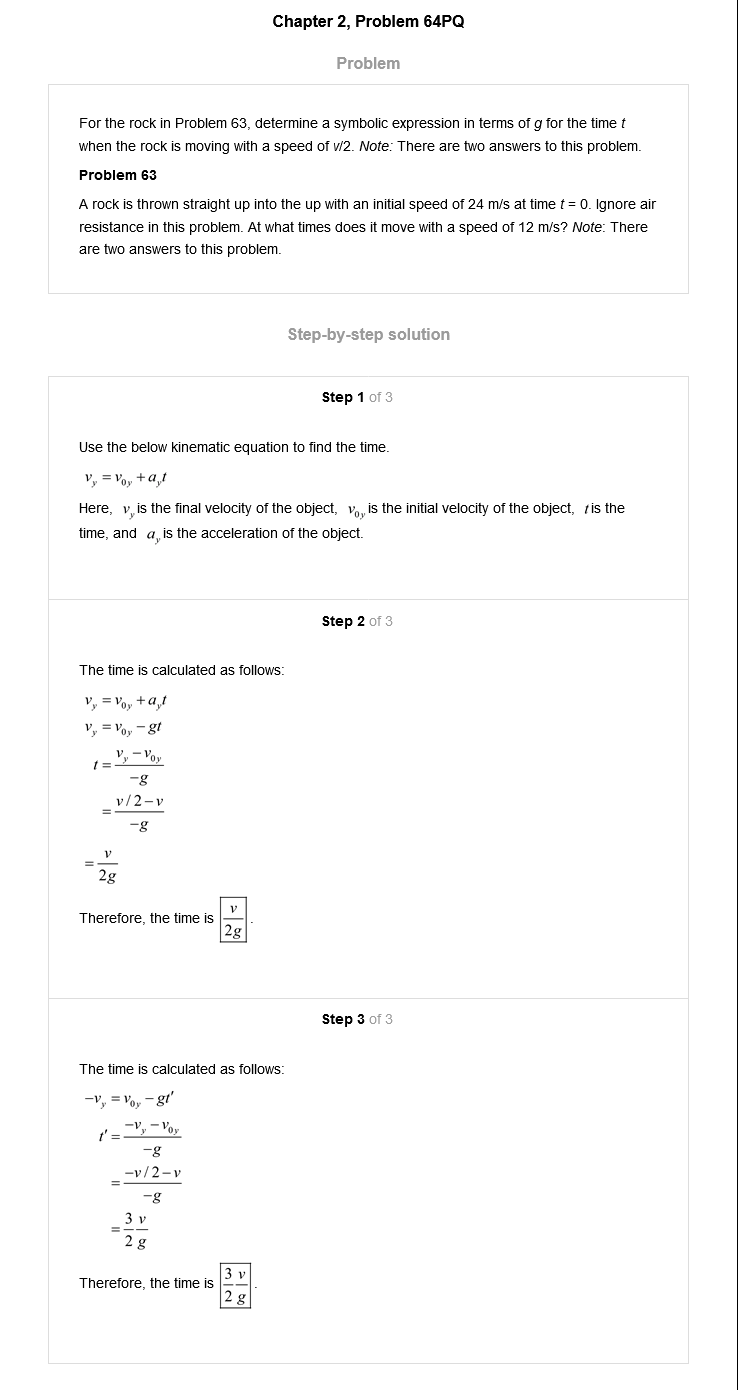 Chapter 2, Problem 64PQ
Problem
For the rock in Problem 63, determine a symbolic expression in terms of g for the time t
when the rock is moving with a speed of v/2. Note: There are two answers to this problem.
Problem 63
A rock is thrown straight up into the up with an initial speed of 24 m/s at time t = 0. Ignore air
resistance in this problem. At what times does it move with a speed of 12 m/s? Note: There
are two answers to this problem.
Step-by-step solution
Step 1 of 3
Use the below kinematic equation to find the time.
v_y = v_{0y} + a_y t
Here, v_y is the final velocity of the object, v_{0y} is the initial velocity of the object, t is the
time, and a_y is the acceleration of the object.
Step 2 of 3
The time is calculated as follows:
v_y = v_{0y} + a_y t
v_y = v_{0y} − gt
t = \frac{v_y − v_{0y}}{−g}
= \frac{v/2 − v}{−g}
= \frac{v}{2g}
Therefore, the time is \frac{v}{2g}.
Step 3 of 3
The time is calculated as follows:
−v_y = v_{0y} − gt′
t′ = \frac{−v_y − v_{0y}}{−g}
= \frac{−v/2 − v}{−g}
= \frac{3}{2} \frac{v}{g}
Therefore, the time is \frac{3}{2} \frac{v}{g}.